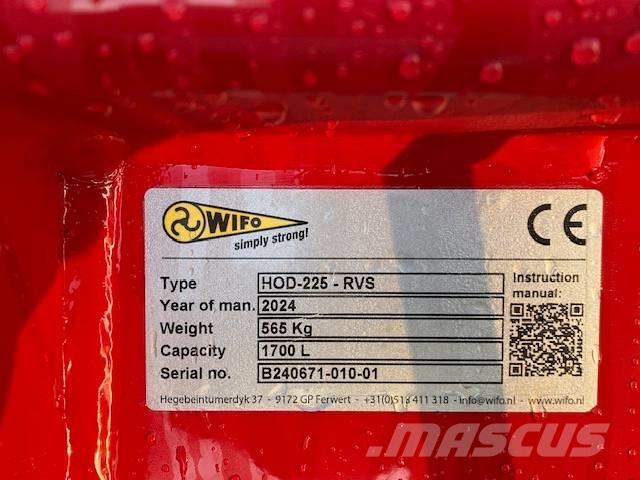 WIFO
simply strong!
CE
Type HOD-225 - RVS
Year of man. 2024
Weight 565 Kg
Capacity 1700 L
Serial no. B240671-010-01
Instruction
manual:
Hegebeintumerdyk 37 - 9172 GP Ferwert - +31(0)518 411 318 - info@wifo.nl - www.wifo.nl
MASCUS